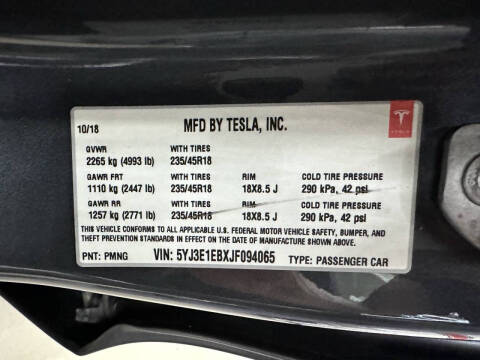 10/18 MFD BY TESLA, INC.
TESLA
GVWR WITH TIRES
2265 kg (4993 lb) 235/45R18
GAWR FRT WITH TIRES RIM COLD TIRE PRESSURE
1110 kg (2447 lb) 235/45R18 18X8.5 J 290 kPa, 42 psi
GAWR RR WITH TIRES RIM COLD TIRE PRESSURE
1257 kg (2771 lb) 235/45R18 18X8.5 J 290 kPa, 42 psi
THIS VEHICLE CONFORMS TO ALL APPLICABLE U.S. FEDERAL MOTOR VEHICLE SAFETY, BUMPER, AND
THEFT PREVENTION STANDARDS IN EFFECT ON THE DATE OF MANUFACTURE SHOWN ABOVE.
PNT: PMNG VIN: 5YJ3E1EBXJF094065 TYPE: PASSENGER CAR